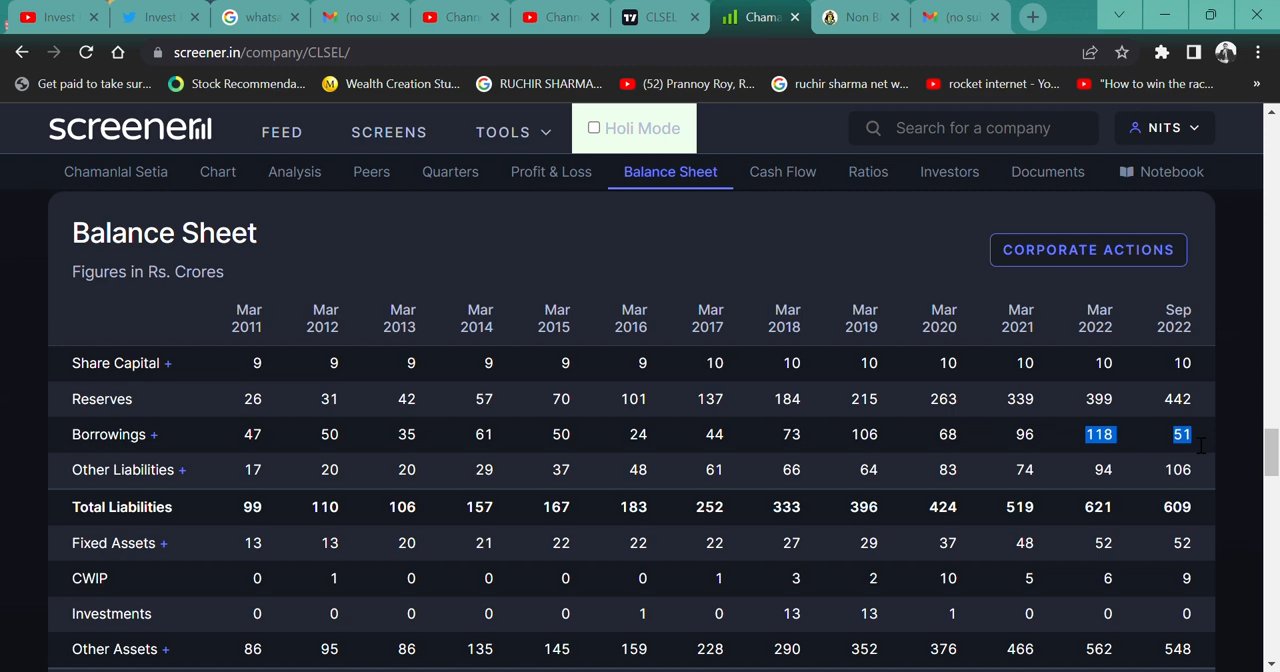 Invest
Invest
whatsa
(no sub
Chann
Chann
CLSEL
Chama
Non B
(no sub
screener.in/company/CLSEL/
Get paid to take sur...
Stock Recommenda...
Wealth Creation Stu...
RUCHIR SHARMA...
(52) Prannoy Roy, R...
ruchir sharma net w...
rocket internet - Yo...
"How to win the rac...
»
screener
FEED
SCREENS
TOOLS
Holi Mode
Search for a company
NITS
Chamanlal Setia
Chart
Analysis
Peers
Quarters
Profit & Loss
Balance Sheet
Cash Flow
Ratios
Investors
Documents
Notebook
Balance Sheet
CORPORATE ACTIONS
Figures in Rs. Crores
Mar 2011 Mar 2012 Mar 2013 Mar 2014 Mar 2015 Mar 2016 Mar 2017 Mar 2018 Mar 2019 Mar 2020 Mar 2021 Mar 2022 Sep 2022
Share Capital + 9 9 9 9 9 9 10 10 10 10 10 10 10
Reserves 26 31 42 57 70 101 137 184 215 263 339 399 442
Borrowings + 47 50 35 61 50 24 44 73 106 68 96 118 51
Other Liabilities + 17 20 20 29 37 48 61 66 64 83 74 94 106
Total Liabilities 99 110 106 157 167 183 252 333 396 424 519 621 609
Fixed Assets + 13 13 20 21 22 22 22 27 29 37 48 52 52
CWIP 0 1 0 0 0 0 1 3 2 10 5 6 9
Investments 0 0 0 0 0 1 0 13 13 1 0 0 0
Other Assets + 86 95 86 135 145 159 228 290 352 376 466 562 548